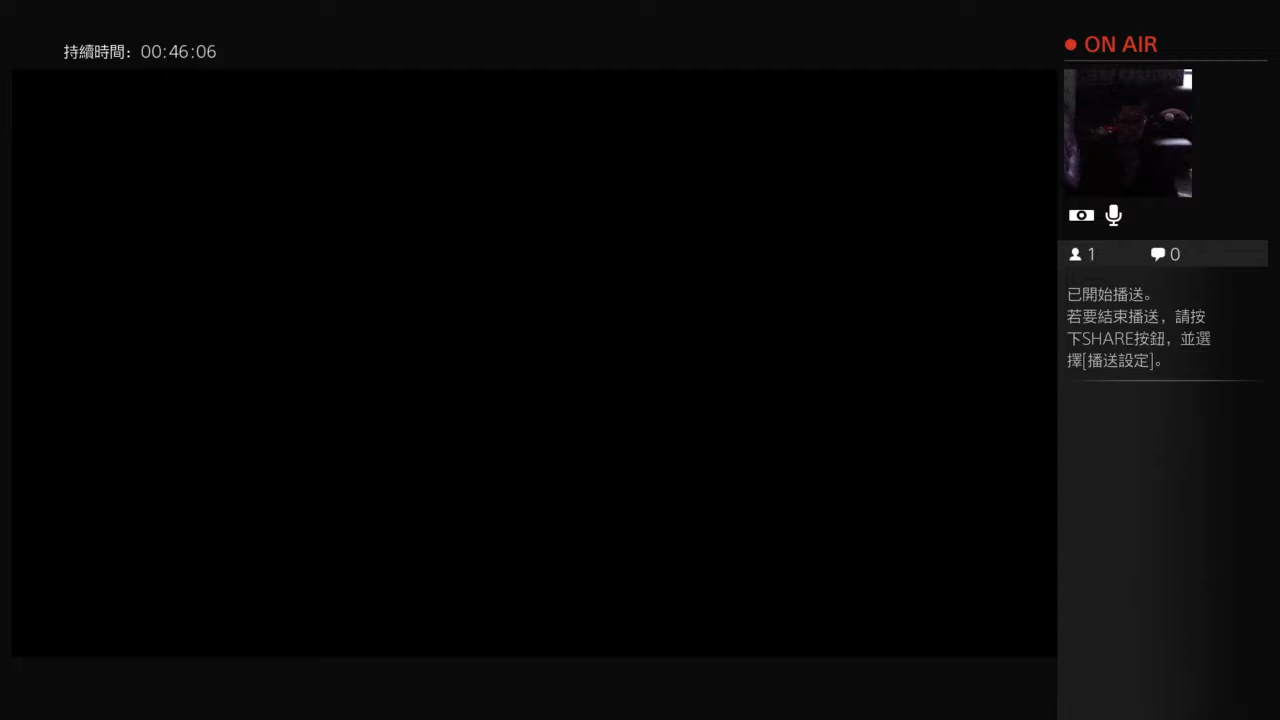 持續時間：00:46:06
ON AIR
1
0
已開始播送。
若要結束播送，請按
下SHARE按鈕，並選
擇[播送設定]。